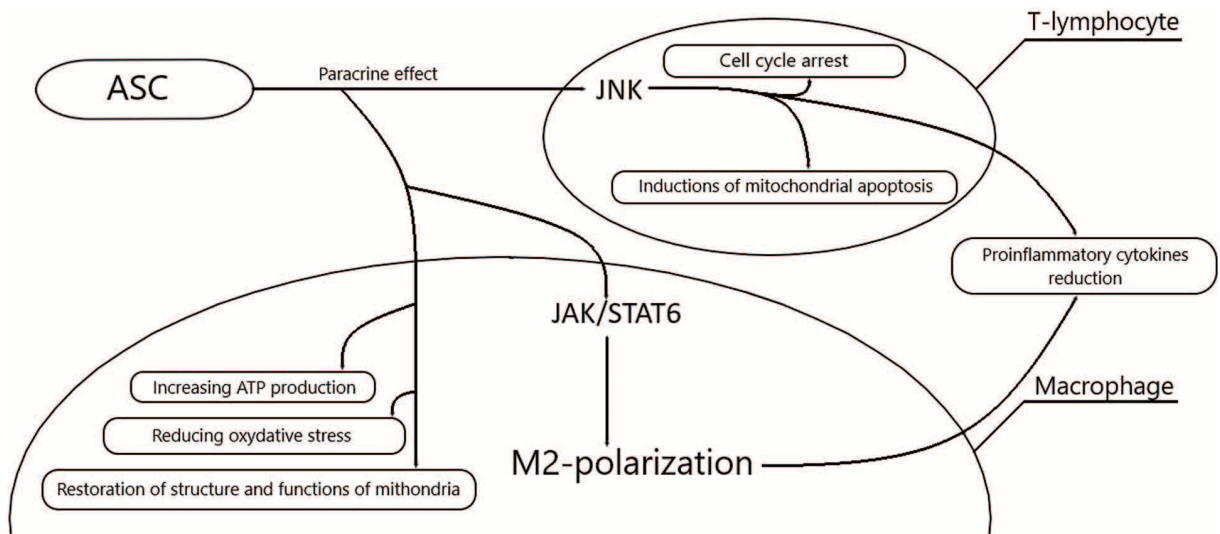 T-lymphocyte
Cell cycle arrest
Paracrine effect
ASC
JNK
Inductions of mitochondrial apoptosis
Proinflammatory cytokines
reduction
JAK/STAT6
Increasing ATP production
Macrophage
Reducing oxydative stress
M2-polarization
Restoration of structure and functions of mithondria